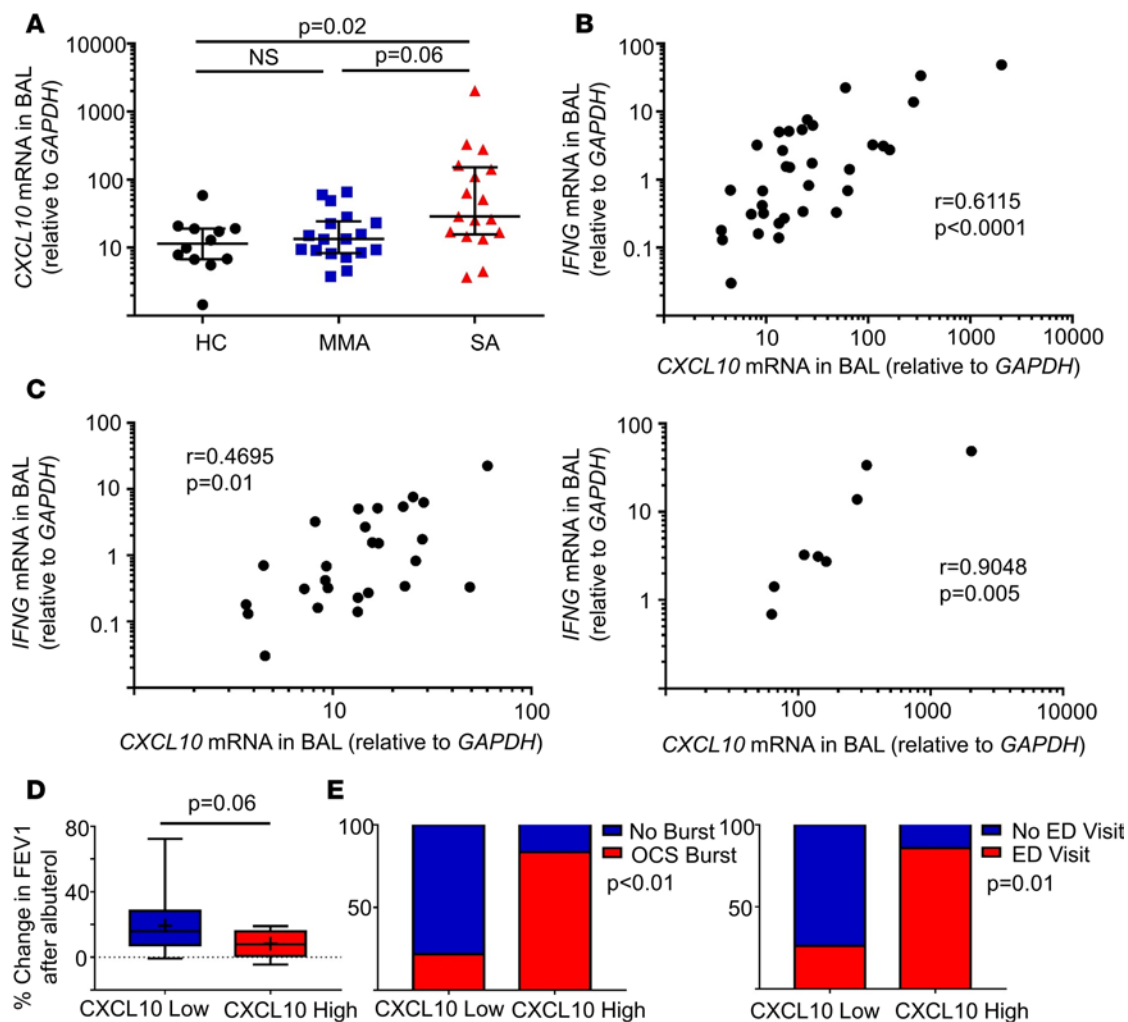 A
p=0.02
NS
p=0.06
CXCL10 mRNA in BAL
(relative to GAPDH)
10000
1000
100
10
HC
MMA
SA
B
IFNG mRNA in BAL
(relative to GAPDH)
100
10
1
0.1
r=0.6115
p<0.0001
10
100
1000
10000
CXCL10 mRNA in BAL (relative to GAPDH)
C
IFNG mRNA in BAL
(relative to GAPDH)
100
10
1
0.1
r=0.4695
p=0.01
10
100
CXCL10 mRNA in BAL (relative to GAPDH)
IFNG mRNA in BAL
(relative to GAPDH)
100
10
1
r=0.9048
p=0.005
100
1000
10000
CXCL10 mRNA in BAL (relative to GAPDH)
D
p=0.06
% Change in FEV1
after albuterol
80
40
0
CXCL10 Low
CXCL10 High
E
100
50
No Burst
OCS Burst
p<0.01
CXCL10 Low
CXCL10 High
100
50
No ED Visit
ED Visit
p=0.01
CXCL10 Low
CXCL10 High